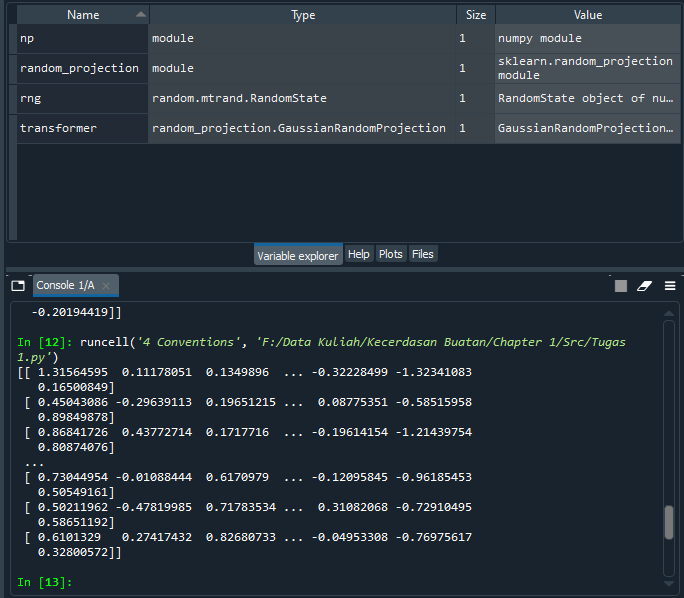 Name Type Size Value
np module 1 numpy module
random_projection module 1 sklearn.random_projection
module
rng random.mtrand.RandomState 1 RandomState object of nu…
transformer random_projection.GaussianRandomProjection 1 GaussianRandomProjection…
Variable explorer Help Plots Files
Console 1/A
-0.20194419]]
In [12]: runcell('4 Conventions', 'F:/Data Kuliah/Kecerdasan Buatan/Chapter 1/Src/Tugas
1.py')
[[ 1.31564595 0.11178051 0.1349896 ... -0.32228499 -1.32341083
0.16500849]
[ 0.45043086 -0.29639113 0.19651215 ... 0.08775351 -0.58515958
0.89849878]
[ 0.86841726 0.43772714 0.1717716 ... -0.19614154 -1.21439754
0.80874076]
...
[ 0.73044954 -0.01088444 0.6170979 ... -0.12095845 -0.96185453
0.50549161]
[ 0.50211962 -0.47819985 0.71783534 ... 0.31082068 -0.72910495
0.58651192]
[ 0.6101329 0.27417432 0.82680733 ... -0.04953308 -0.76975617
0.32800572]]
In [13]: